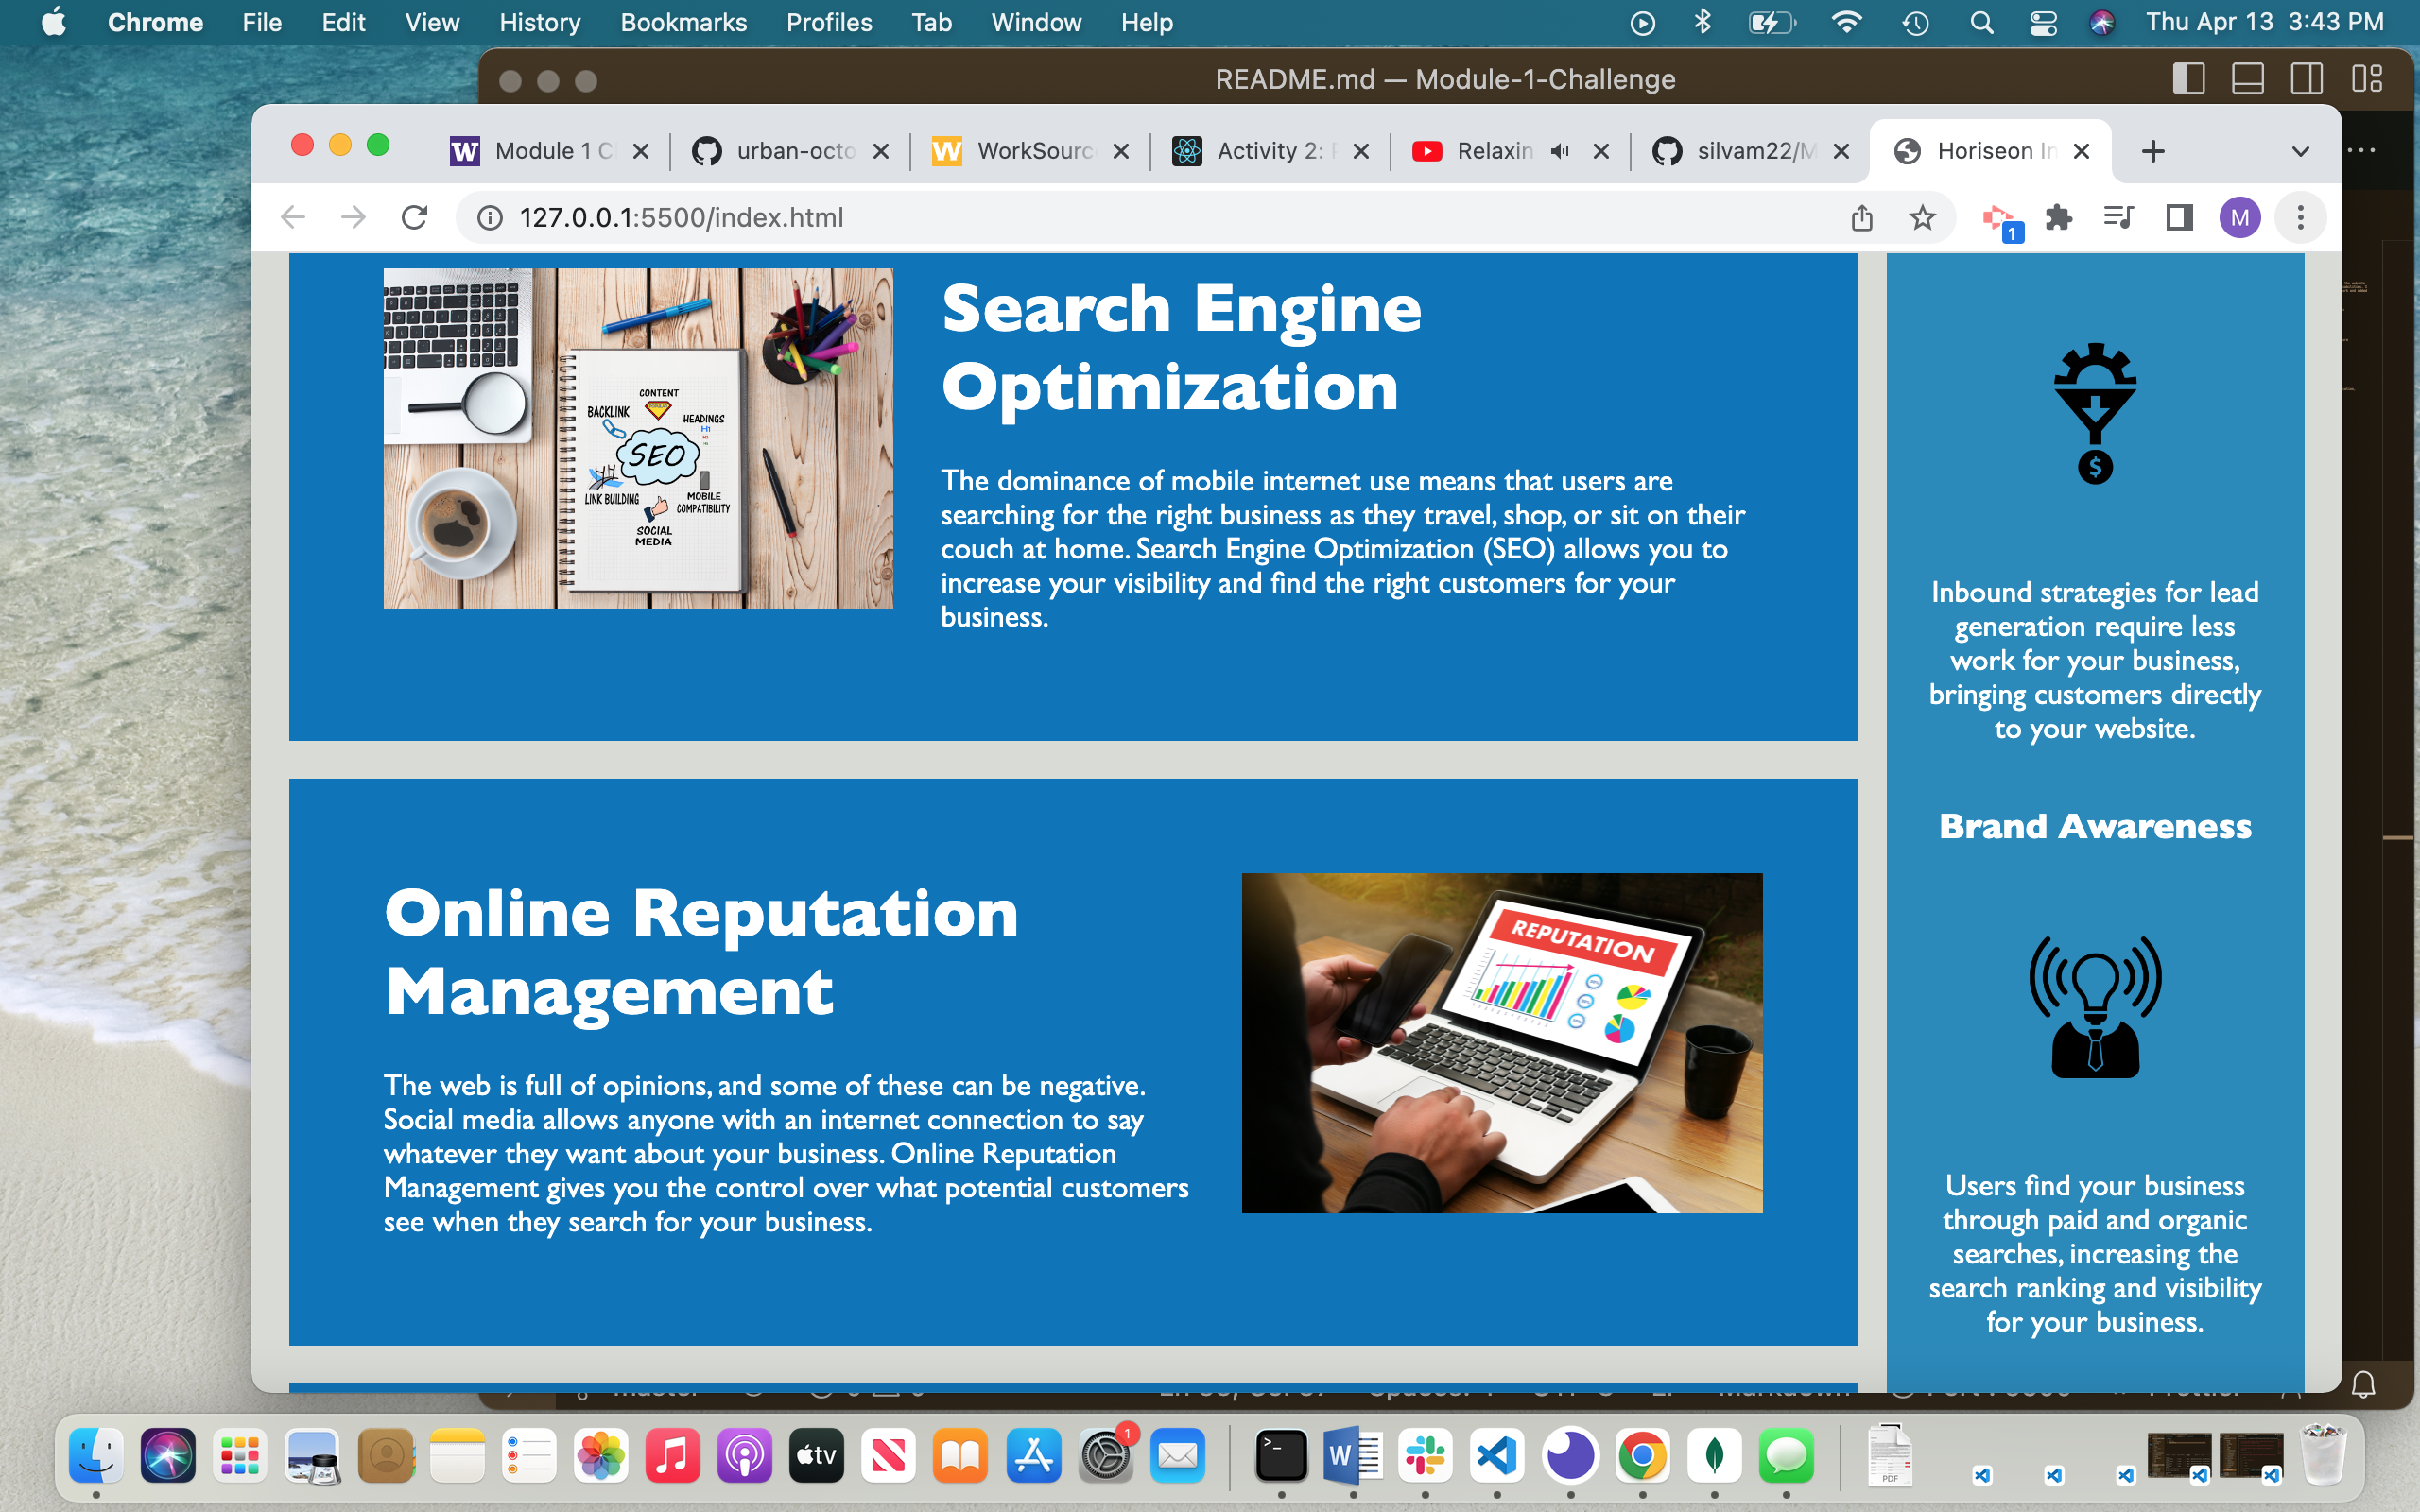 Chrome File Edit View History Bookmarks Profiles Tab Window Help Thu Apr 13 3:43 PM
README.md — Module-1-Challenge
Module 1 urban-octo WorkSourc Activity 2: Relaxin silvam22/M Horiseon In
127.0.0.1:5500/index.html
1
M
Search Engine
Optimization
The dominance of mobile internet use means that users are
searching for the right business as they travel, shop, or sit on their
couch at home. Search Engine Optimization (SEO) allows you to
increase your visibility and find the right customers for your
business.
CONTENT
BACKLINK
HEADINGS
H1
SEO
LINK BUILDING
MOBILE
COMPATIBILITY
SOCIAL
MEDIA
Online Reputation
Management
The web is full of opinions, and some of these can be negative.
Social media allows anyone with an internet connection to say
whatever they want about your business. Online Reputation
Management gives you the control over what potential customers
see when they search for your business.
REPUTATION
$
Inbound strategies for lead
generation require less
work for your business,
bringing customers directly
to your website.
Brand Awareness
Users find your business
through paid and organic
searches, increasing the
search ranking and visibility
for your business.
tv
1
W
PDF